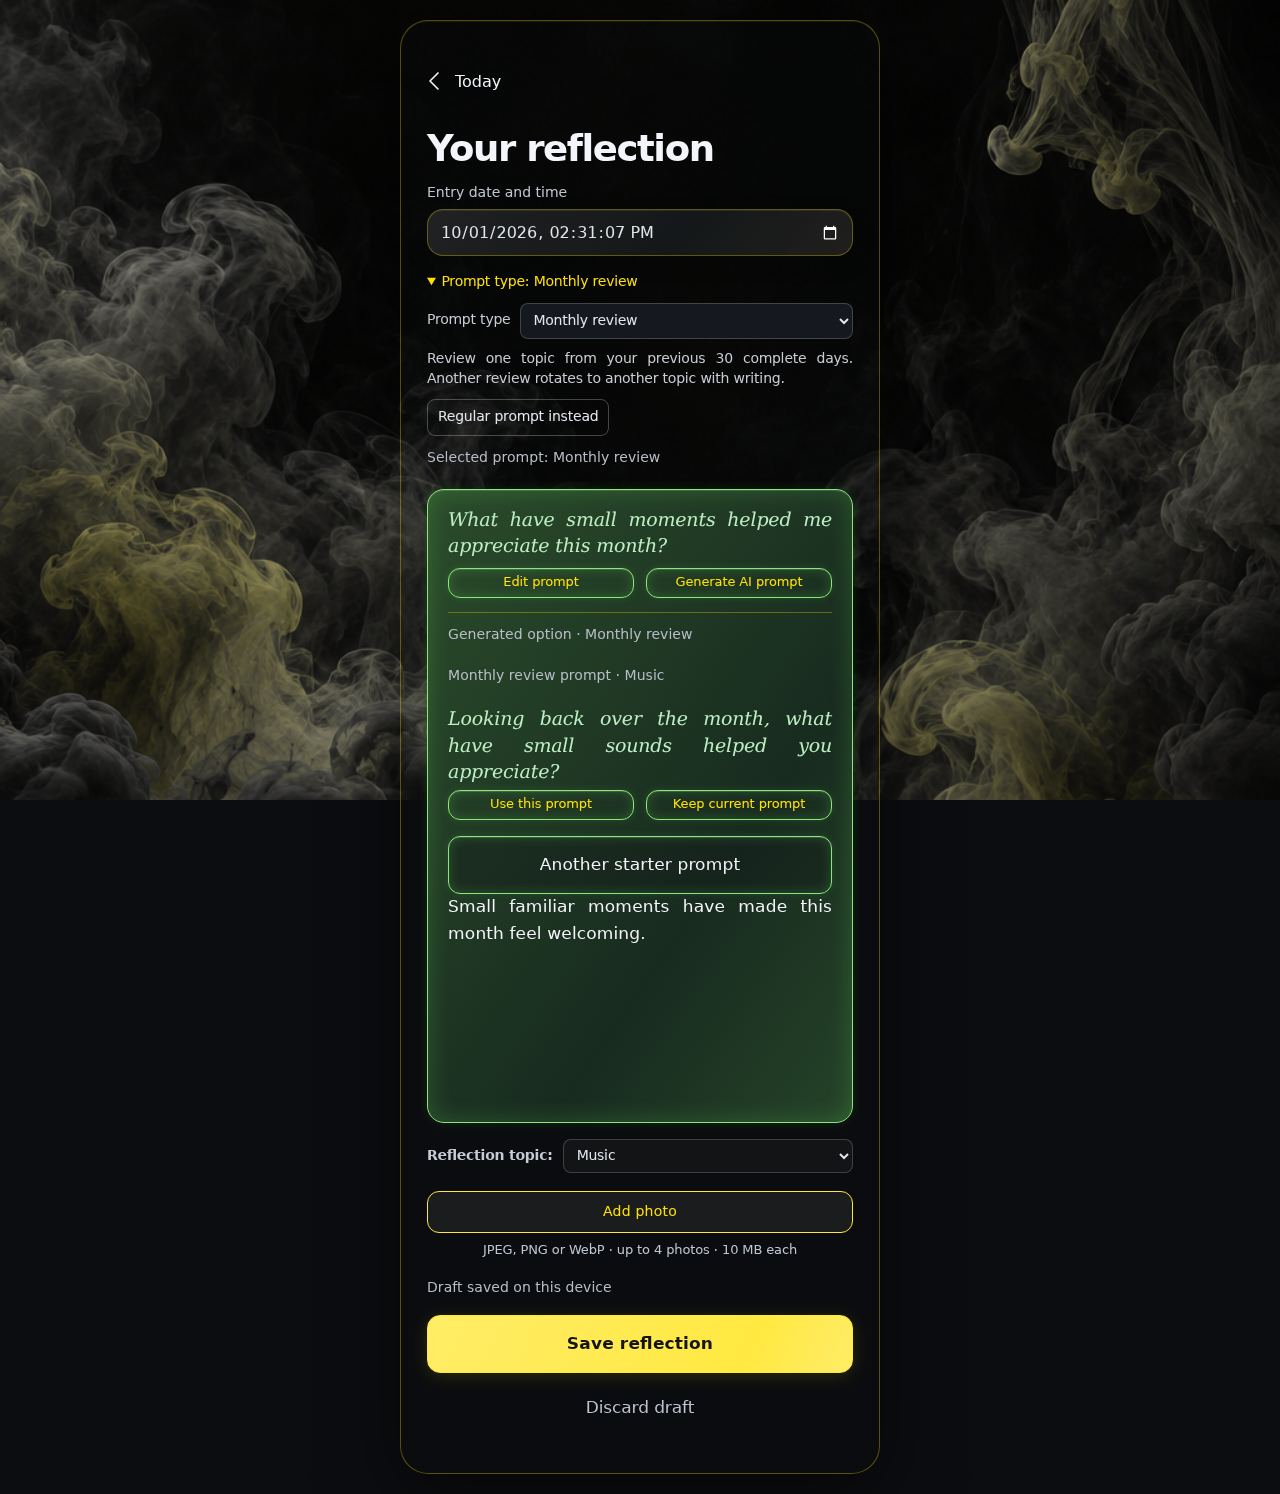 Today
Your reflection
Entry date and time
10/01/2026, 02:31:07 PM
▼ Prompt type: Monthly review
Prompt type Monthly review
Review one topic from your previous 30 complete days.
Another review rotates to another topic with writing.
Regular prompt instead
Selected prompt: Monthly review
What have small moments helped me
appreciate this month?
Edit prompt Generate AI prompt
Generated option · Monthly review
Monthly review prompt · Music
Looking back over the month, what
have small sounds helped you
appreciate?
Use this prompt Keep current prompt
Another starter prompt
Small familiar moments have made this
month feel welcoming.
Reflection topic: Music
Add photo
JPEG, PNG or WebP · up to 4 photos · 10 MB each
Draft saved on this device
Save reflection
Discard draft